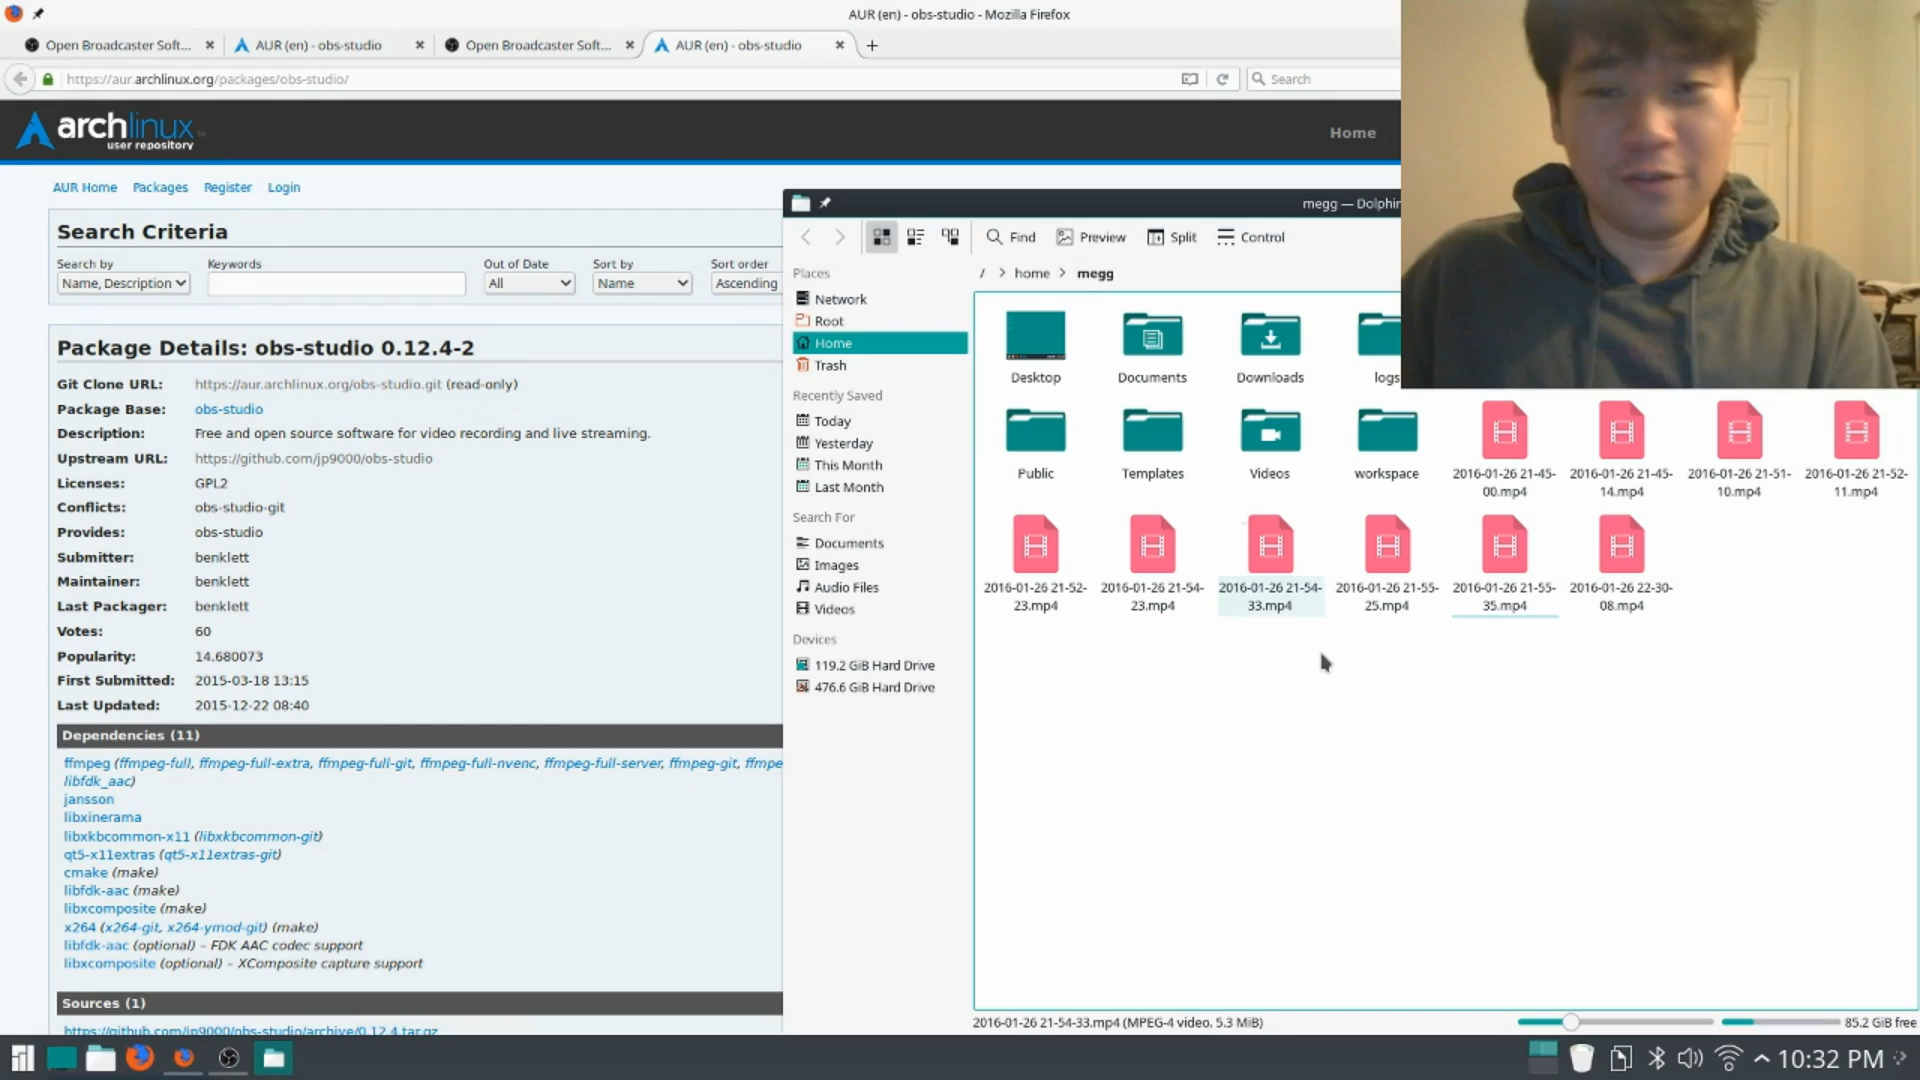 AUR (en) - obs-studio - Mozilla Firefox
Open Broadcaster Soft...
AUR (en) - obs-studio
Open Broadcaster Soft...
AUR (en) - obs-studio
https://aur.archlinux.org/packages/obs-studio/
Search
archlinux
user repository
Home
AUR Home Packages Register Login
Search Criteria
Search by Keywords Out of Date Sort by Sort order
Name, Description All Name Ascending
Package Details: obs-studio 0.12.4-2
Git Clone URL: https://aur.archlinux.org/obs-studio.git (read-only)
Package Base: obs-studio
Description: Free and open source software for video recording and live streaming.
Upstream URL: https://github.com/jp9000/obs-studio
Licenses: GPL2
Conflicts: obs-studio-git
Provides: obs-studio
Submitter: benklett
Maintainer: benklett
Last Packager: benklett
Votes: 60
Popularity: 14.680073
First Submitted: 2015-03-18 13:15
Last Updated: 2015-12-22 08:40
Dependencies (11)
ffmpeg (ffmpeg-full, ffmpeg-full-extra, ffmpeg-full-git, ffmpeg-full-nvenc, ffmpeg-full-server, ffmpeg-git, ffmpe
libfdk_aac)
jansson
libxinerama
libxkbcommon-x11 (libxkbcommon-git)
qt5-x11extras (qt5-x11extras-git)
cmake (make)
libfdk-aac (make)
libxcomposite (make)
x264 (x264-git, x264-ymod-git) (make)
libfdk-aac (optional) – FDK AAC codec support
libxcomposite (optional) – XComposite capture support
Sources (1)
https://github.com/jp9000/obs-studio/archive/0.12.4.tar.gz
megg — Dolphin
Find Preview Split Control
/ > home > megg
Places
Network
Root
Home
Trash
Recently Saved
Today
Yesterday
This Month
Last Month
Search For
Documents
Images
Audio Files
Videos
Devices
119.2 GiB Hard Drive
476.6 GiB Hard Drive
Desktop Documents Downloads logs
Public Templates Videos workspace
2016-01-26 21-45-
00.mp4
2016-01-26 21-45-
14.mp4
2016-01-26 21-51-
10.mp4
2016-01-26 21-52-
11.mp4
2016-01-26 21-52-
23.mp4
2016-01-26 21-54-
23.mp4
2016-01-26 21-54-
33.mp4
2016-01-26 21-55-
25.mp4
2016-01-26 21-55-
35.mp4
2016-01-26 22-30-
08.mp4
2016-01-26 21-54-33.mp4 (MPEG-4 video, 5.3 MiB)
85.2 GiB free
10:32 PM